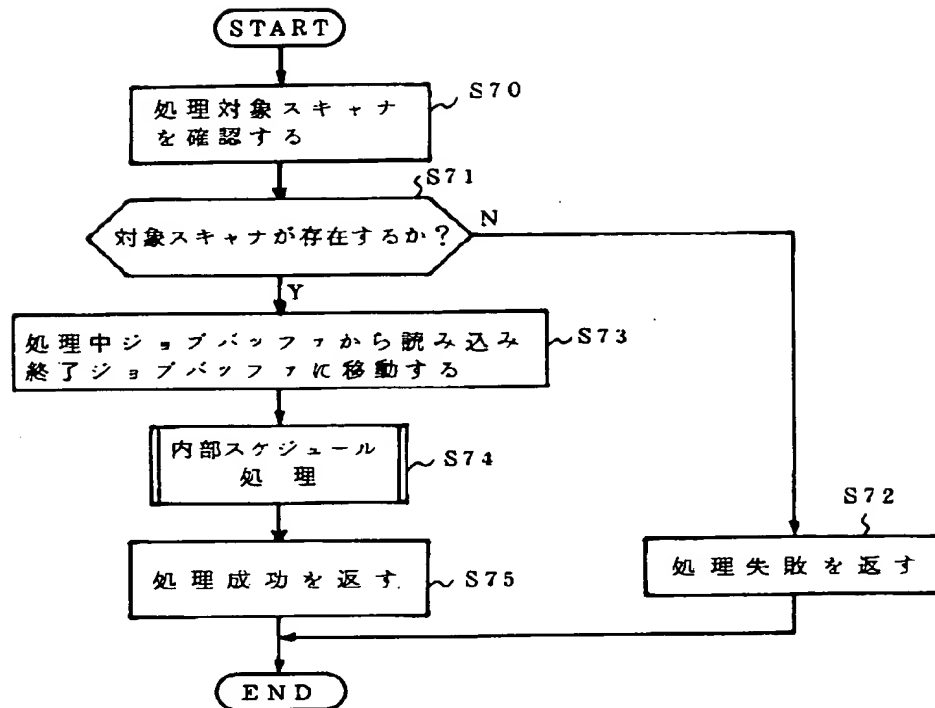 START
処理対象スキャナ
を確認する
S70
S71
対象スキャナが存在するか?
N
Y
処理中ジョブバッファから読み込み
終了ジョブバッファに移動する
S73
内部スケジュール
処理
S74
S72
処理成功を返す
S75
処理失敗を返す
END